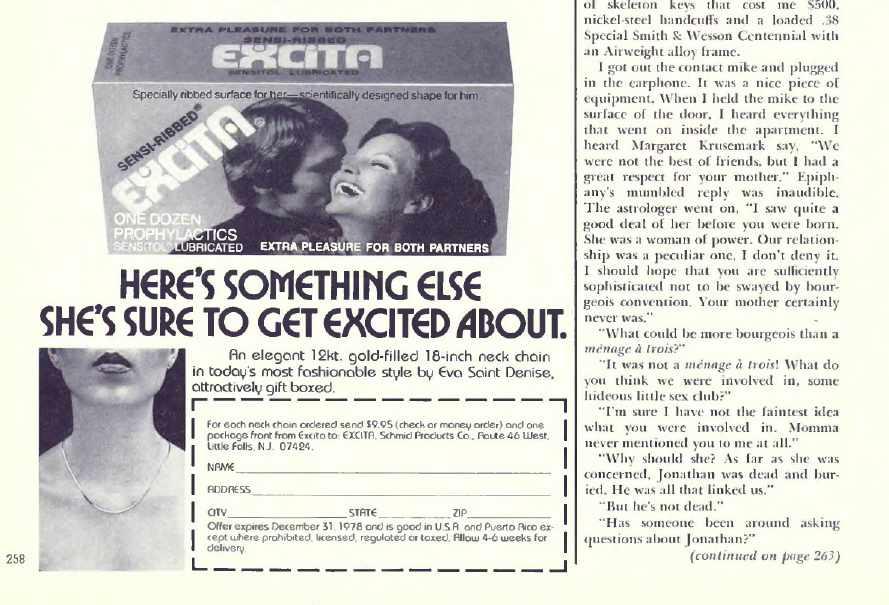 EXTRA PLEASURE FOR BOTH PARTNERS
SENSI-RIBBED
EXCITA
SENSITOL LUBRICATED
ONE DOZEN
PROPHYLACTICS
Specially ribbed surface for her—scientifically designed shape for him.
SENSI-RIBBED®
EXCITA®
ONE DOZEN
PROPHYLACTICS
SENSITOL® LUBRICATED
EXTRA PLEASURE FOR BOTH PARTNERS
HERE'S SOMETHING ELSE
SHE'S SURE TO GET EXCITED ABOUT.
An elegant 12kt. gold-filled 18-inch neck chain
in today's most fashionable style by Eva Saint Denise,
attractively gift boxed.
For each neck chain ordered send $9.95 (check or money order) and one
package front from Excita to: EXCITA, Schmid Products Co., Route 46 West,
Little Falls, N.J. 07424.
NAME
ADDRESS
CITY STATE ZIP
Offer expires December 31, 1978 and is good in U.S.A. and Puerto Rico ex-
cept where prohibited, licensed, regulated or taxed. Allow 4-6 weeks for
delivery.
258
of skeleton keys that cost me $500,
nickel-steel handcuffs and a loaded .38
Special Smith & Wesson Centennial with
an Airweight alloy frame.
I got out the contact mike and plugged
in the earphone. It was a nice piece of
equipment. When I held the mike to the
surface of the door, I heard everything
that went on inside the apartment. I
heard Margaret Krusemark say, "We
were not the best of friends, but I had a
great respect for your mother." Epiph-
any's mumbled reply was inaudible.
The astrologer went on, "I saw quite a
good deal of her before you were born.
She was a woman of power. Our relation-
ship was a peculiar one, I don't deny it.
I should hope that you are sufficiently
sophisticated not to be swayed by bour-
geois convention. Your mother certainly
never was."
"What could be more bourgeois than a
ménage à trois?"
"It was not a ménage à trois! What do
you think we were involved in, some
hideous little sex club?"
"I'm sure I have not the faintest idea
what you were involved in. Momma
never mentioned you to me at all."
"Why should she? As far as she was
concerned, Jonathan was dead and bur-
ied. He was all that linked us."
"But he's not dead."
"Has someone been around asking
questions about Jonathan?"
(continued on page 263)